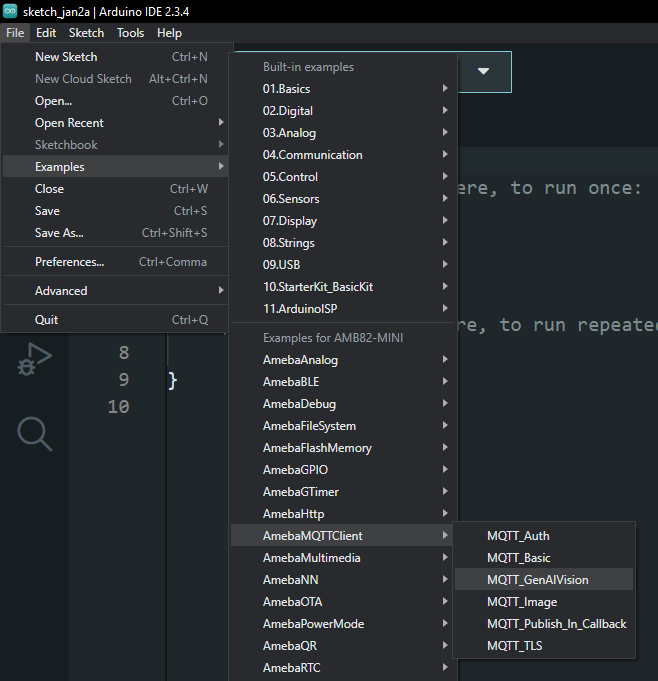 sketch_jan2a | Arduino IDE 2.3.4
File Edit Sketch Tools Help
New Sketch Ctrl+N
New Cloud Sketch Alt+Ctrl+N
Open... Ctrl+O
Open Recent
Sketchbook
Examples
Close Ctrl+W
Save Ctrl+S
Save As... Ctrl+Shift+S
Preferences... Ctrl+Comma
Advanced
Quit Ctrl+Q
Built-in examples
01.Basics
02.Digital
03.Analog
04.Communication
05.Control
06.Sensors
07.Display
08.Strings
09.USB
10.StarterKit_BasicKit
11.ArduinoISP
Examples for AMB82-MINI
AmebaAnalog
AmebaBLE
AmebaDebug
AmebaFileSystem
AmebaFlashMemory
AmebaGPIO
AmebaGTimer
AmebaHttp
AmebaMQTTClient
AmebaMultimedia
AmebaNN
AmebaOTA
AmebaPowerMode
AmebaQR
AmebaRTC
MQTT_Auth
MQTT_Basic
MQTT_GenAIVision
MQTT_Image
MQTT_Publish_In_Callback
MQTT_TLS
ere, to run once:
re, to run repeated
8
9 }
10